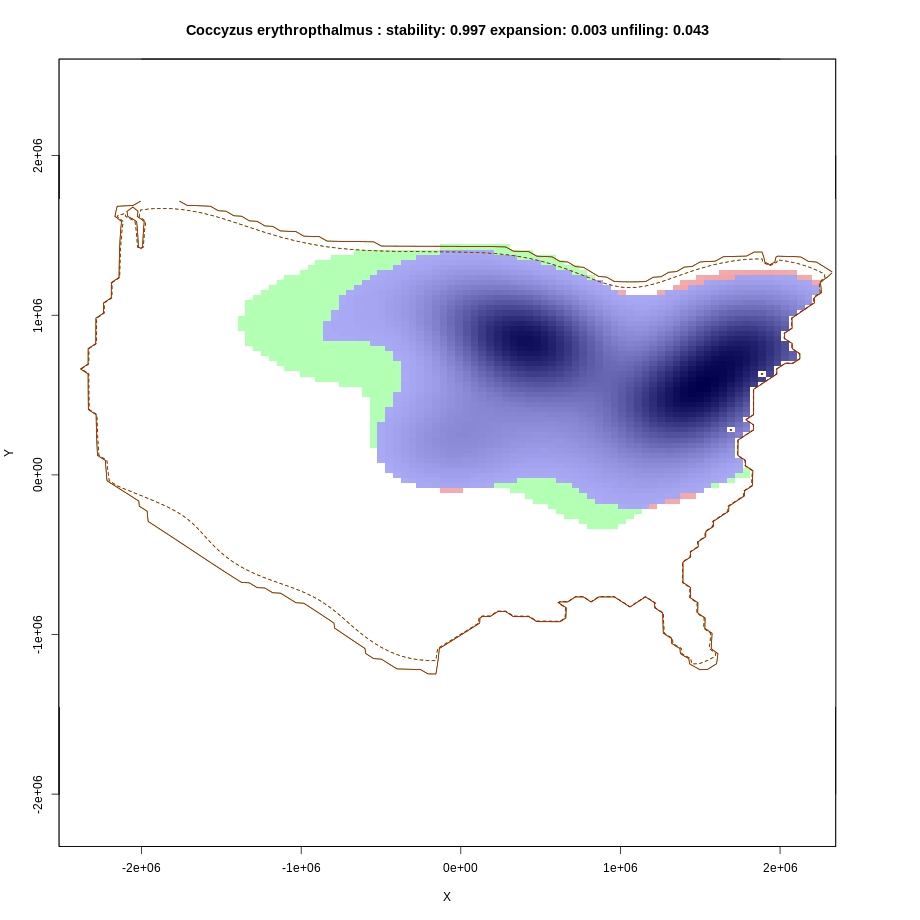 Coccyzus erythropthalmus : stability: 0.997 expansion: 0.003 unfiling: 0.043
2e+06
1e+06
Y
0e+00
-1e+06
-2e+06
-2e+06 -1e+06 0e+00 1e+06 2e+06
X